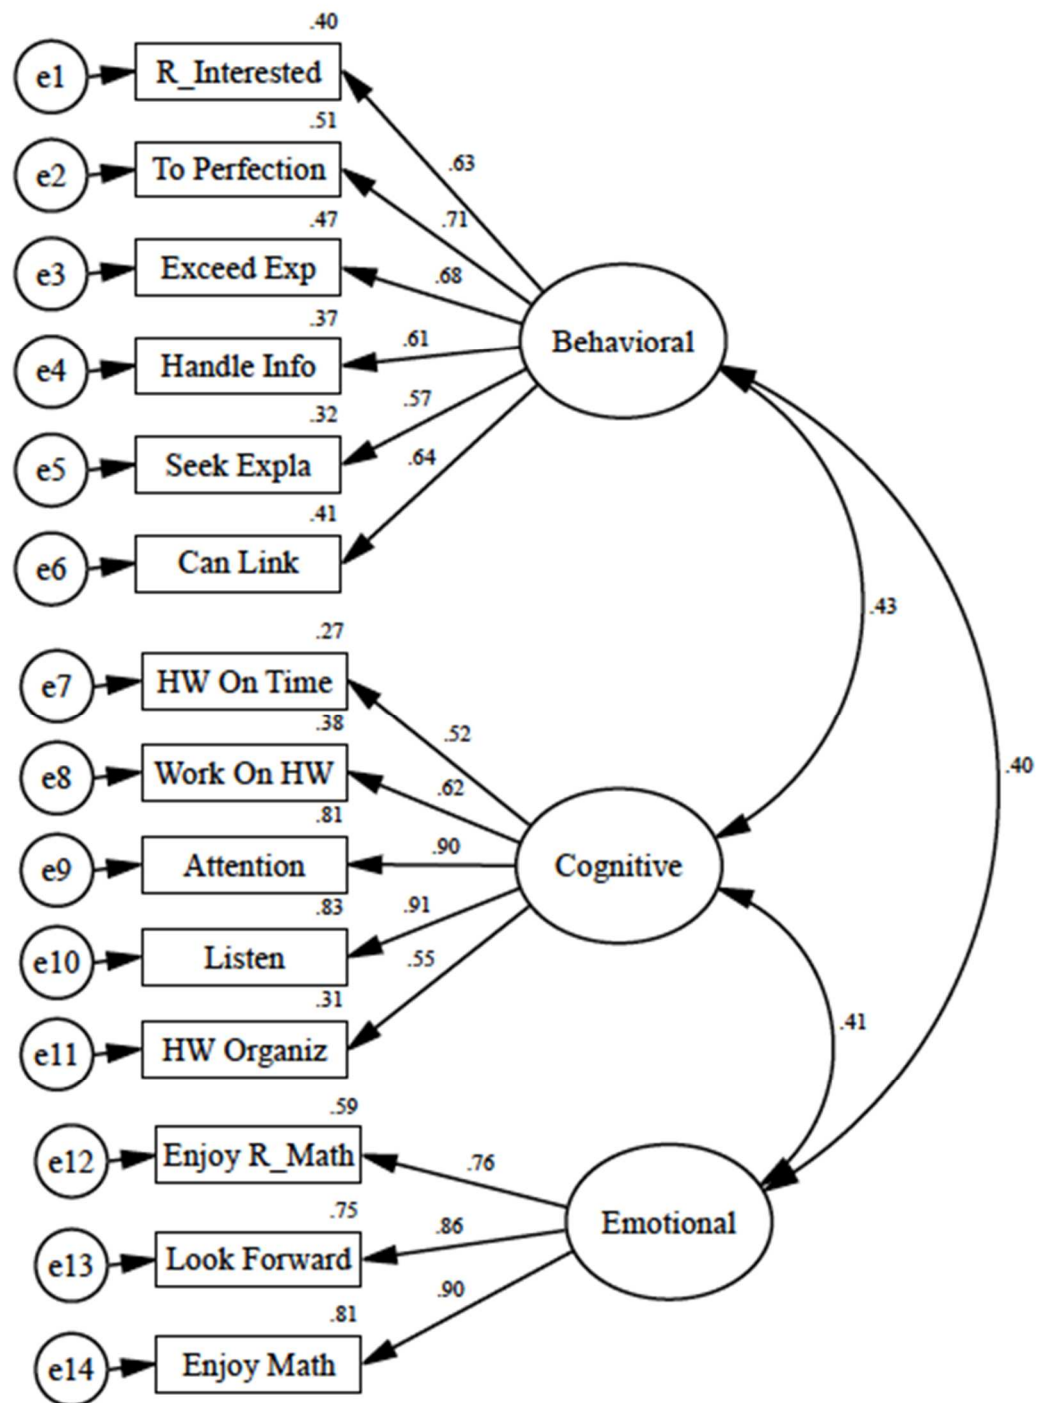 .40
e1 R_Interested
.63
.51
e2 To Perfection
.71
.47
e3 Exceed Exp
.68
.37
e4 Handle Info
.61
Behavioral
.57
.32
e5 Seek Expla
.64
.41
e6 Can Link
.43
.27
e7 HW On Time
.52
.38
e8 Work On HW
.62
.40
.81
e9 Attention
.90
Cognitive
.83
.91
e10 Listen
.55
.31
e11 HW Organiz
.41
.59
e12 Enjoy R_Math
.76
.75
e13 Look Forward
.86
Emotional
.90
.81
e14 Enjoy Math